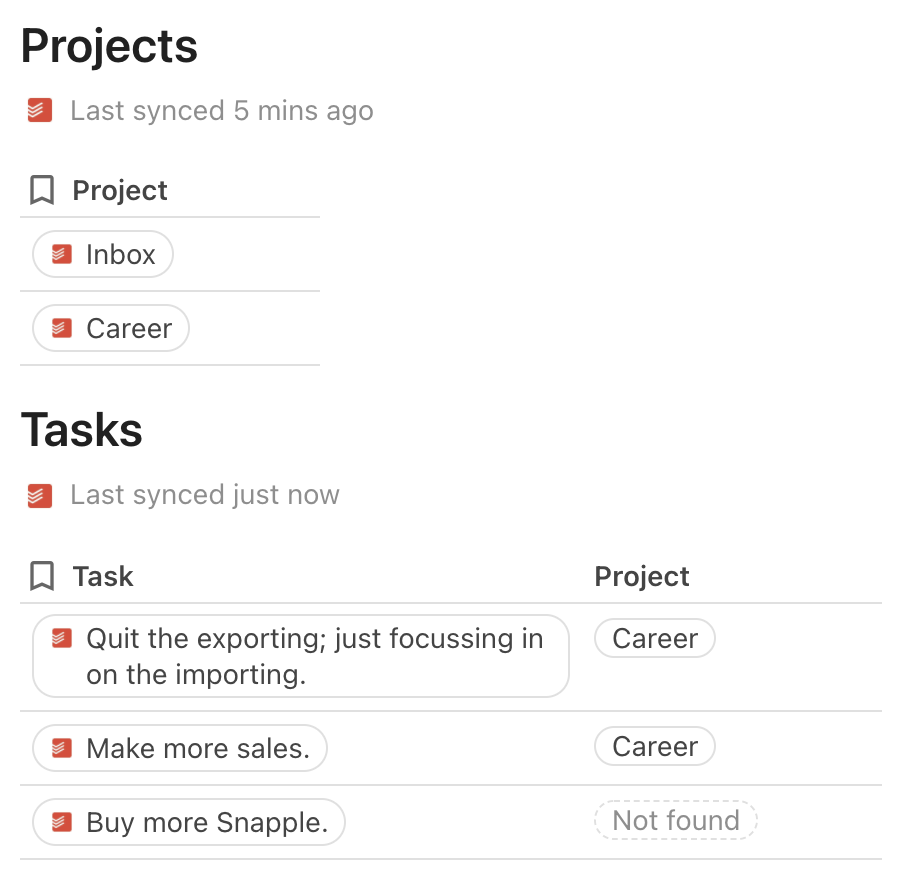 Projects
Last synced 5 mins ago
Project
Inbox
Career
Tasks
Last synced just now
Task Project
Quit the exporting; just focussing in Career
on the importing.
Make more sales. Career
Buy more Snapple. Not found